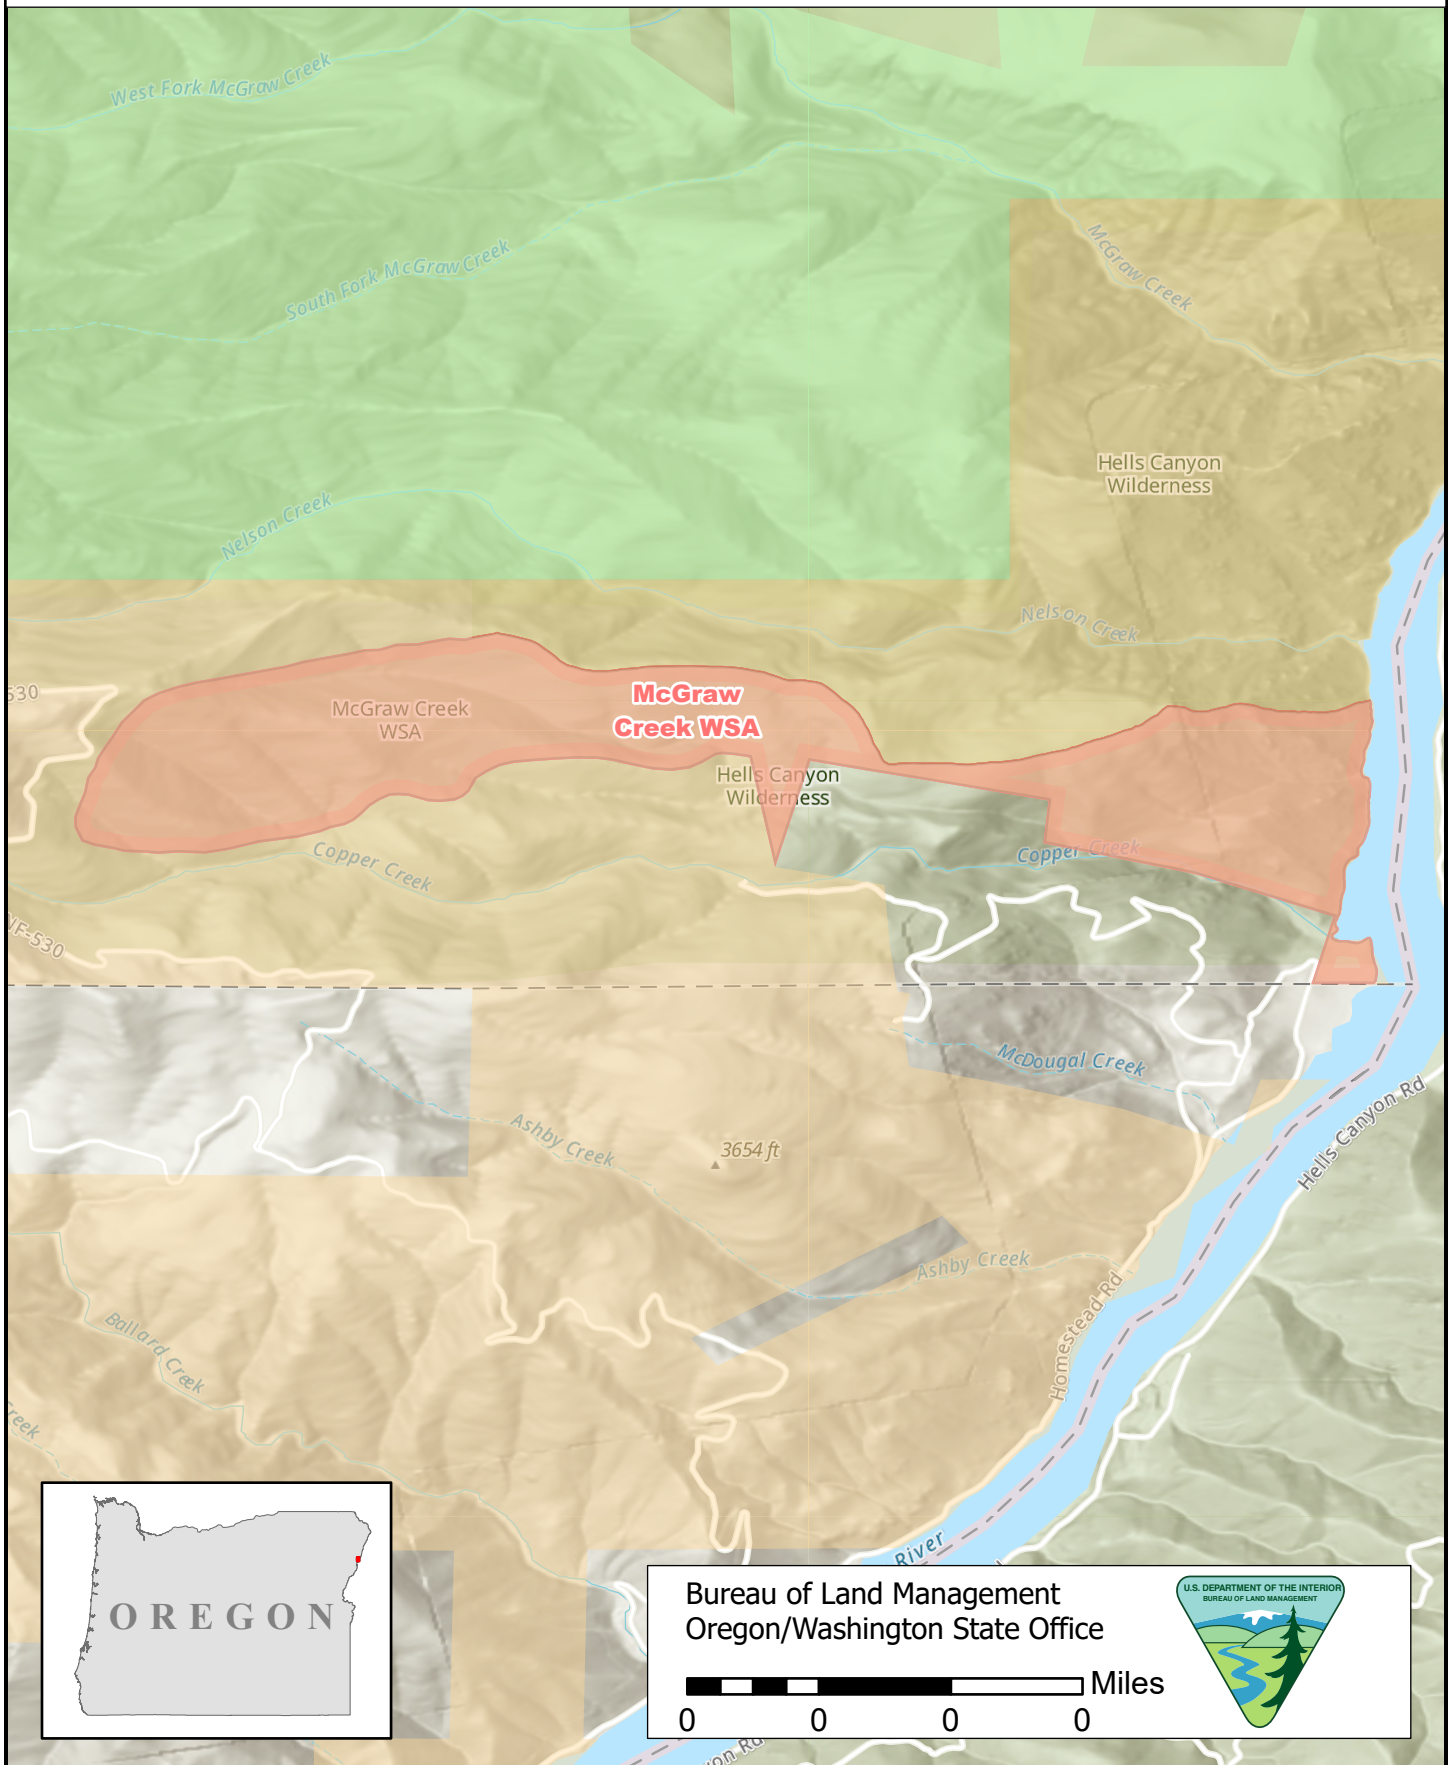 West Fork McGraw Creek
South Fork McGraw Creek
McGraw Creek
Hells Canyon
Wilderness
Nelson Creek
Nelson Creek
530
McGraw Creek
WSA
McGraw
Creek WSA
Hells Canyon
Wilderness
Copper Creek
Copper Creek
NF-530
McDougal Creek
Hells Canyon Rd
Ashby Creek
3654 ft
Ashby Creek
Homestead Rd
Ballard Creek
reek
River
OREGON
Bureau of Land Management
Oregon/Washington State Office
Miles
0 0 0 0
U.S. DEPARTMENT OF THE INTERIOR
BUREAU OF LAND MANAGEMENT
yon Rd